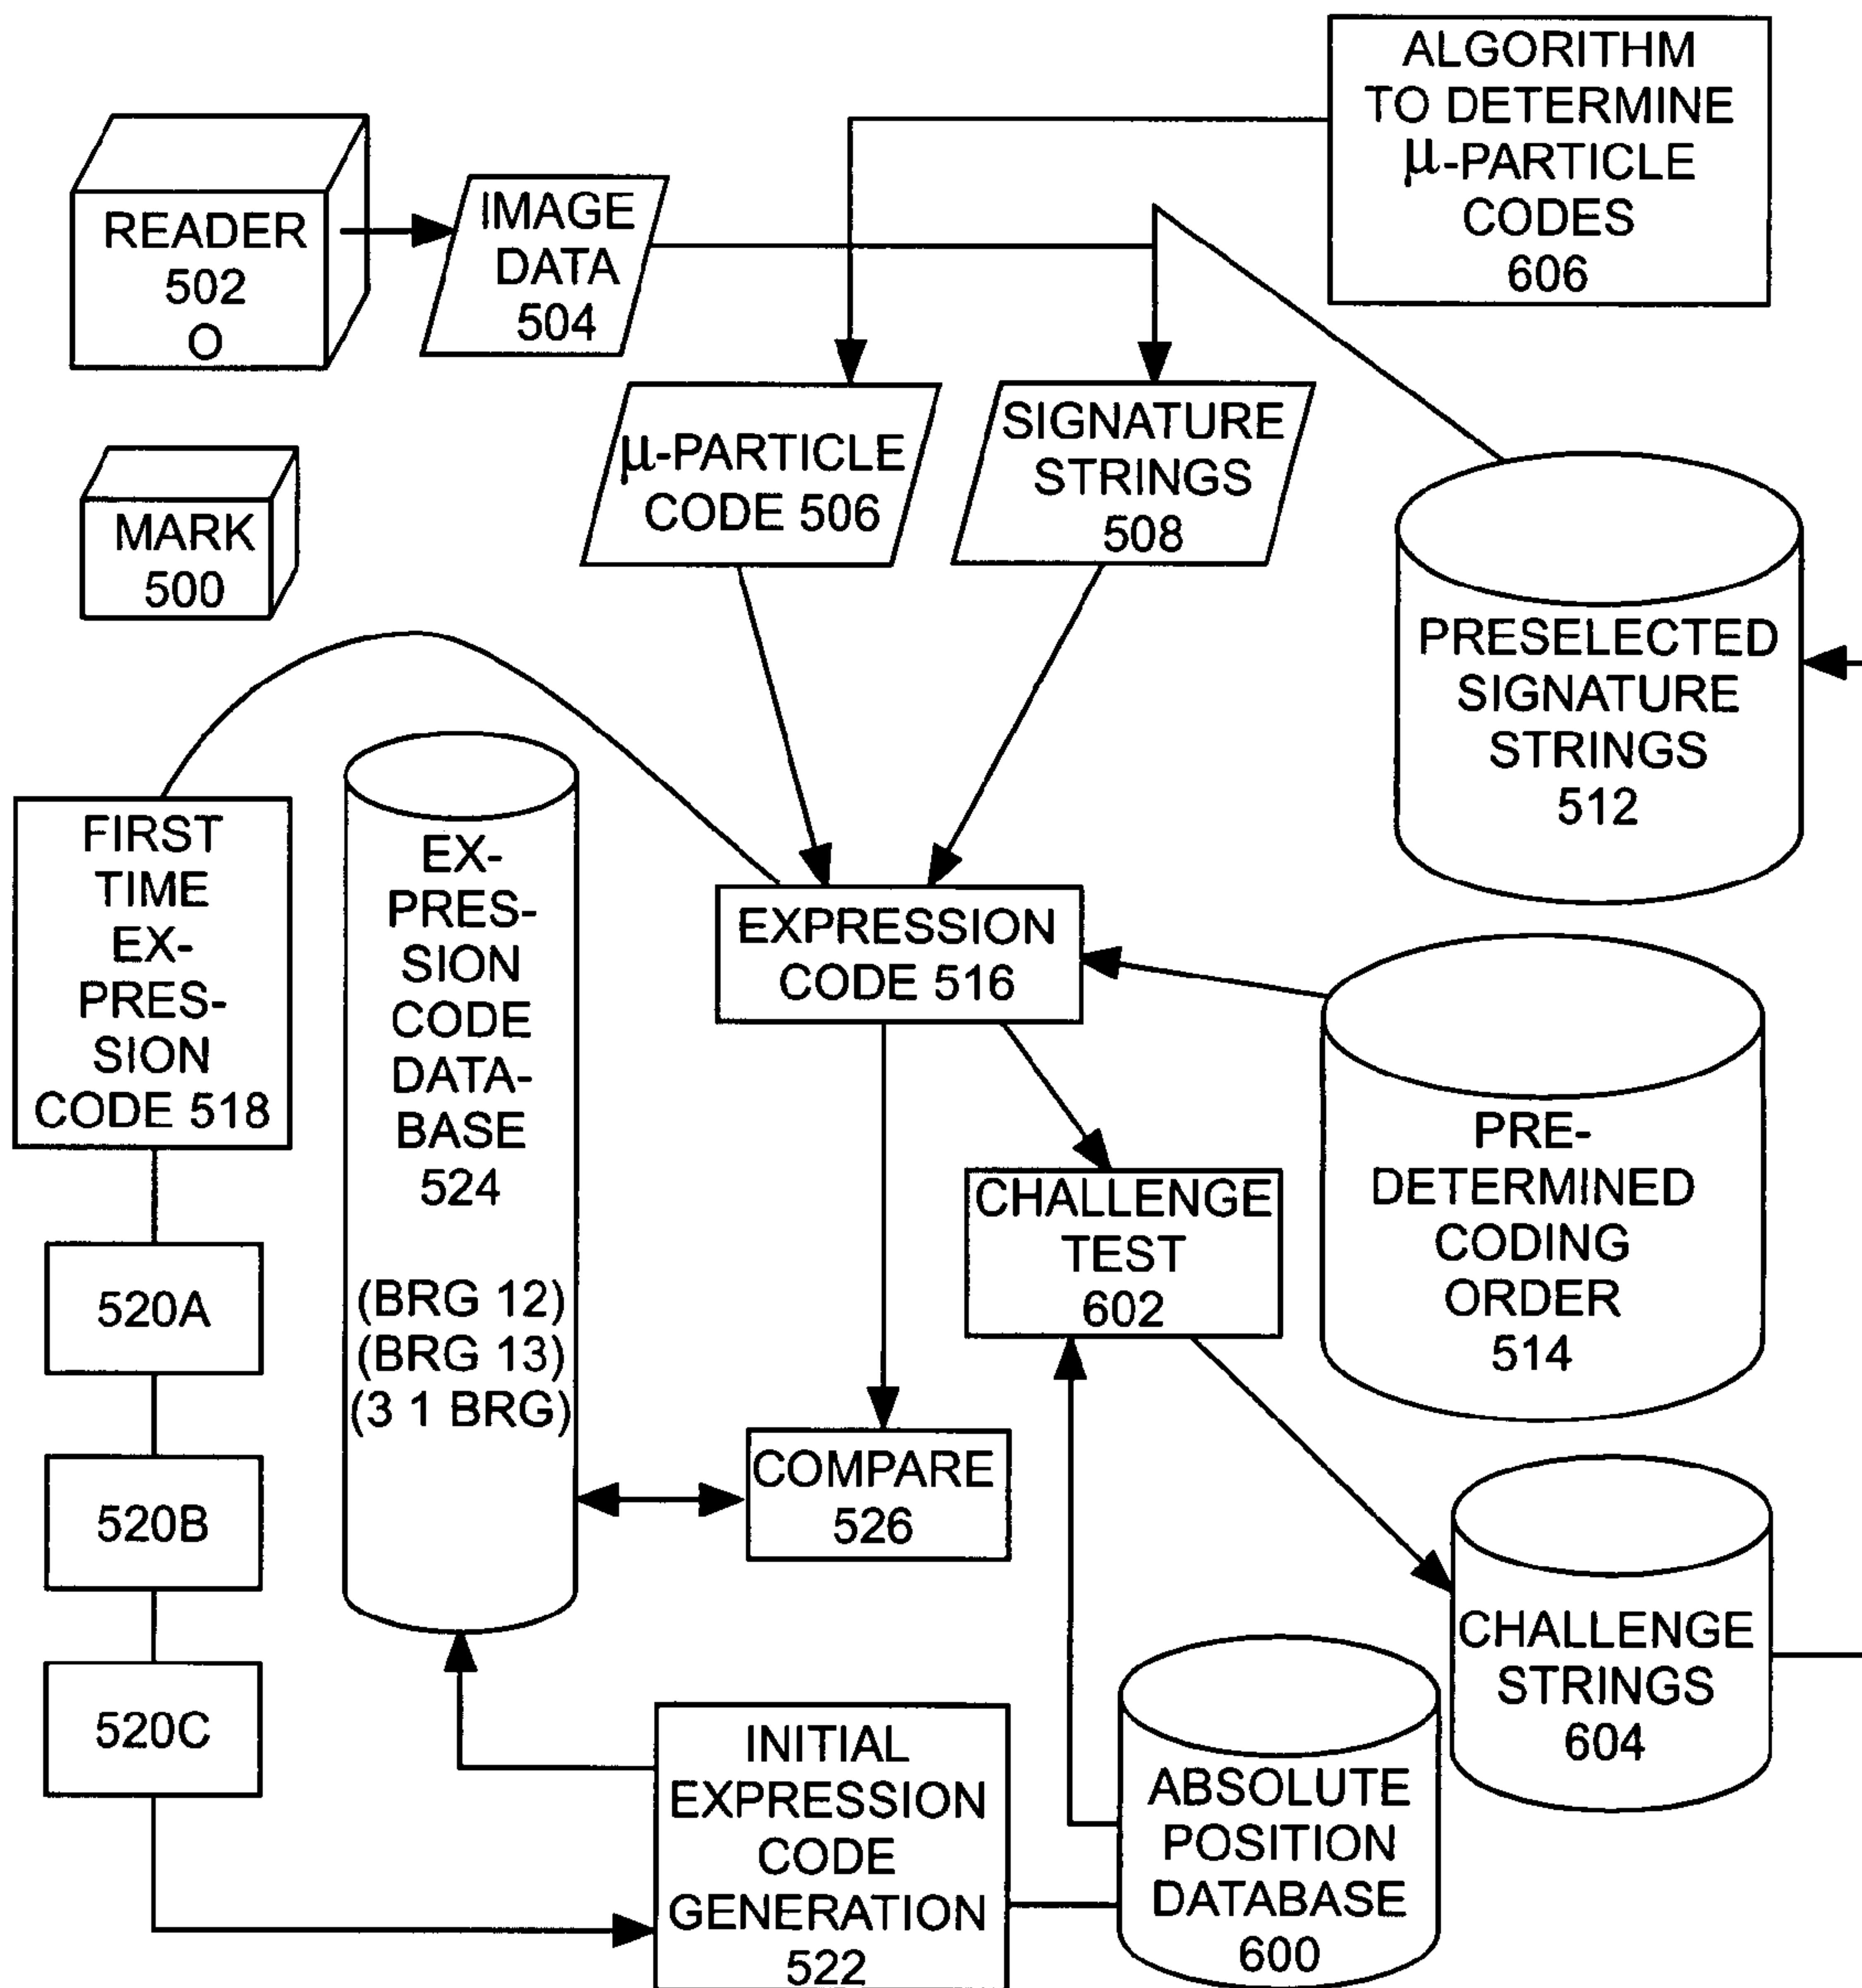 ALGORITHM
TO DETERMINE
μ-PARTICLE
CODES
606
READER
502
O
IMAGE
DATA
504
MARK
500
μ-PARTICLE
CODE 506
SIGNATURE
STRINGS
508
PRESELECTED
SIGNATURE
STRINGS
512
FIRST
TIME
EX-
PRES-
SION
CODE 518
EX-
PRES-
SION
CODE
DATA-
BASE
524
(BRG 12)
(BRG 13)
(3 1 BRG)
EXPRESSION
CODE 516
PRE-
DETERMINED
CODING
ORDER
514
CHALLENGE
TEST
602
520A
520B
520C
COMPARE
526
CHALLENGE
STRINGS
604
INITIAL
EXPRESSION
CODE
GENERATION
522
ABSOLUTE
POSITION
DATABASE
600